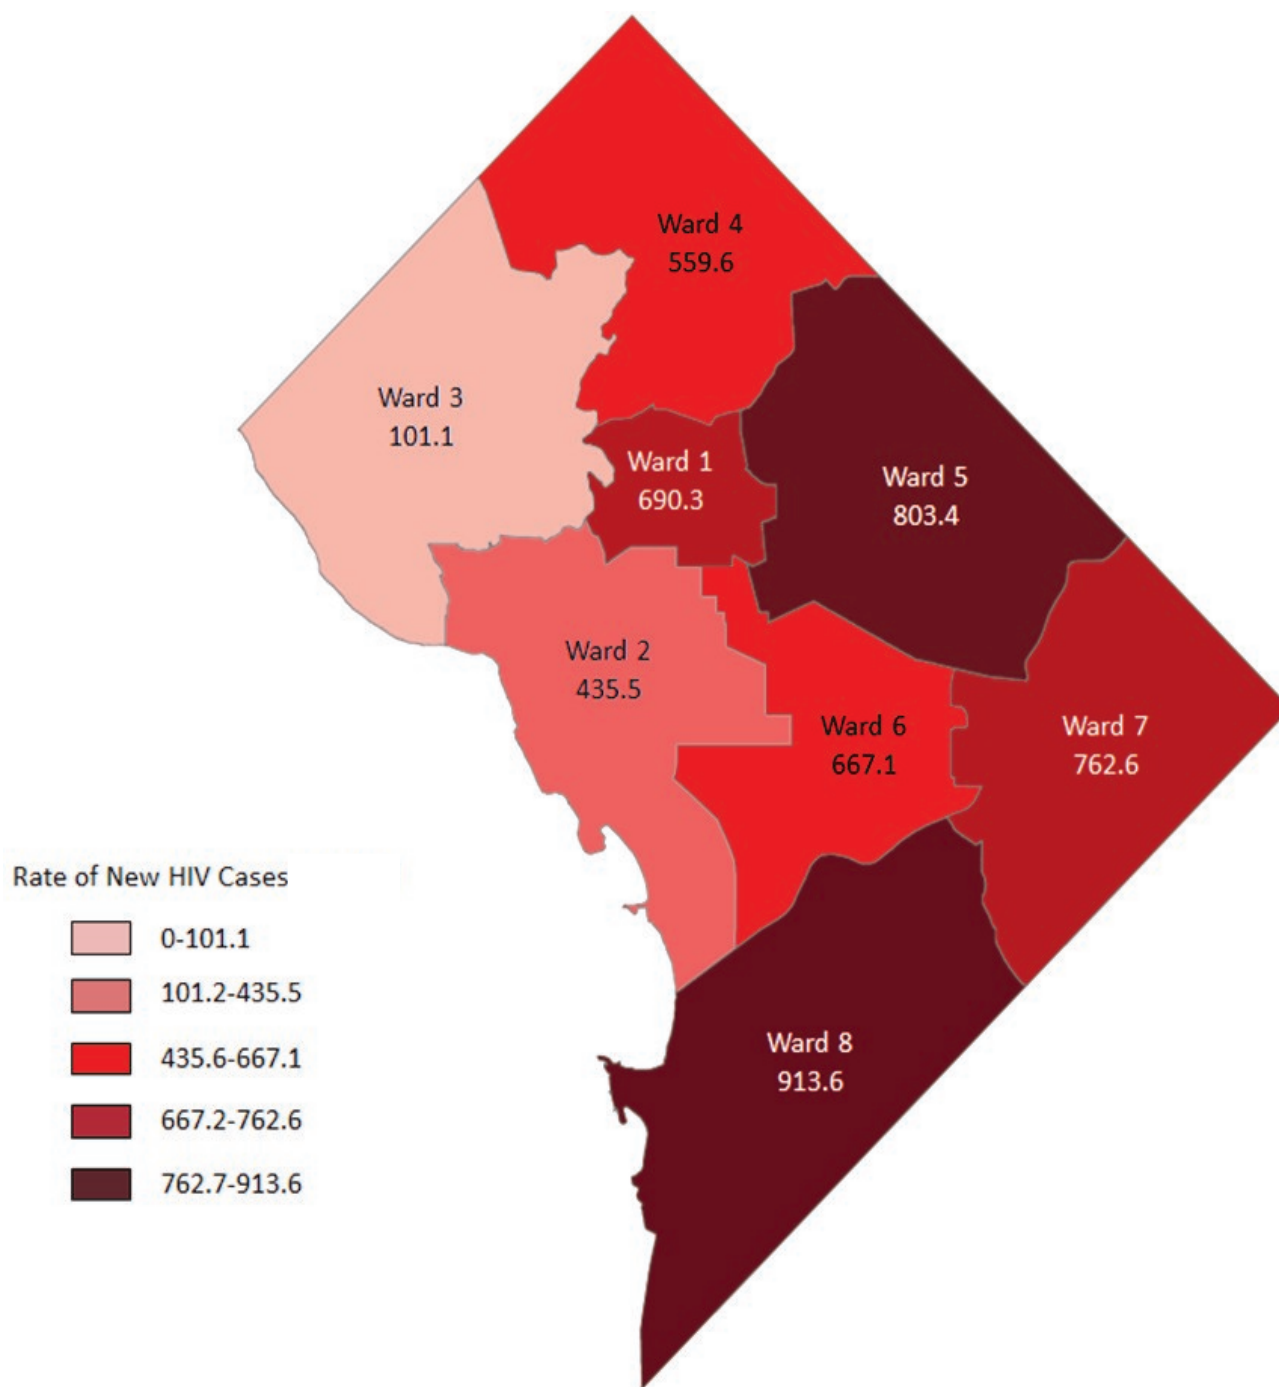 Ward 4
559.6
Ward 3
101.1
Ward 1
690.3
Ward 5
803.4
Ward 2
435.5
Ward 6
667.1
Ward 7
762.6
Ward 8
913.6
Rate of New HIV Cases
0-101.1
101.2-435.5
435.6-667.1
667.2-762.6
762.7-913.6